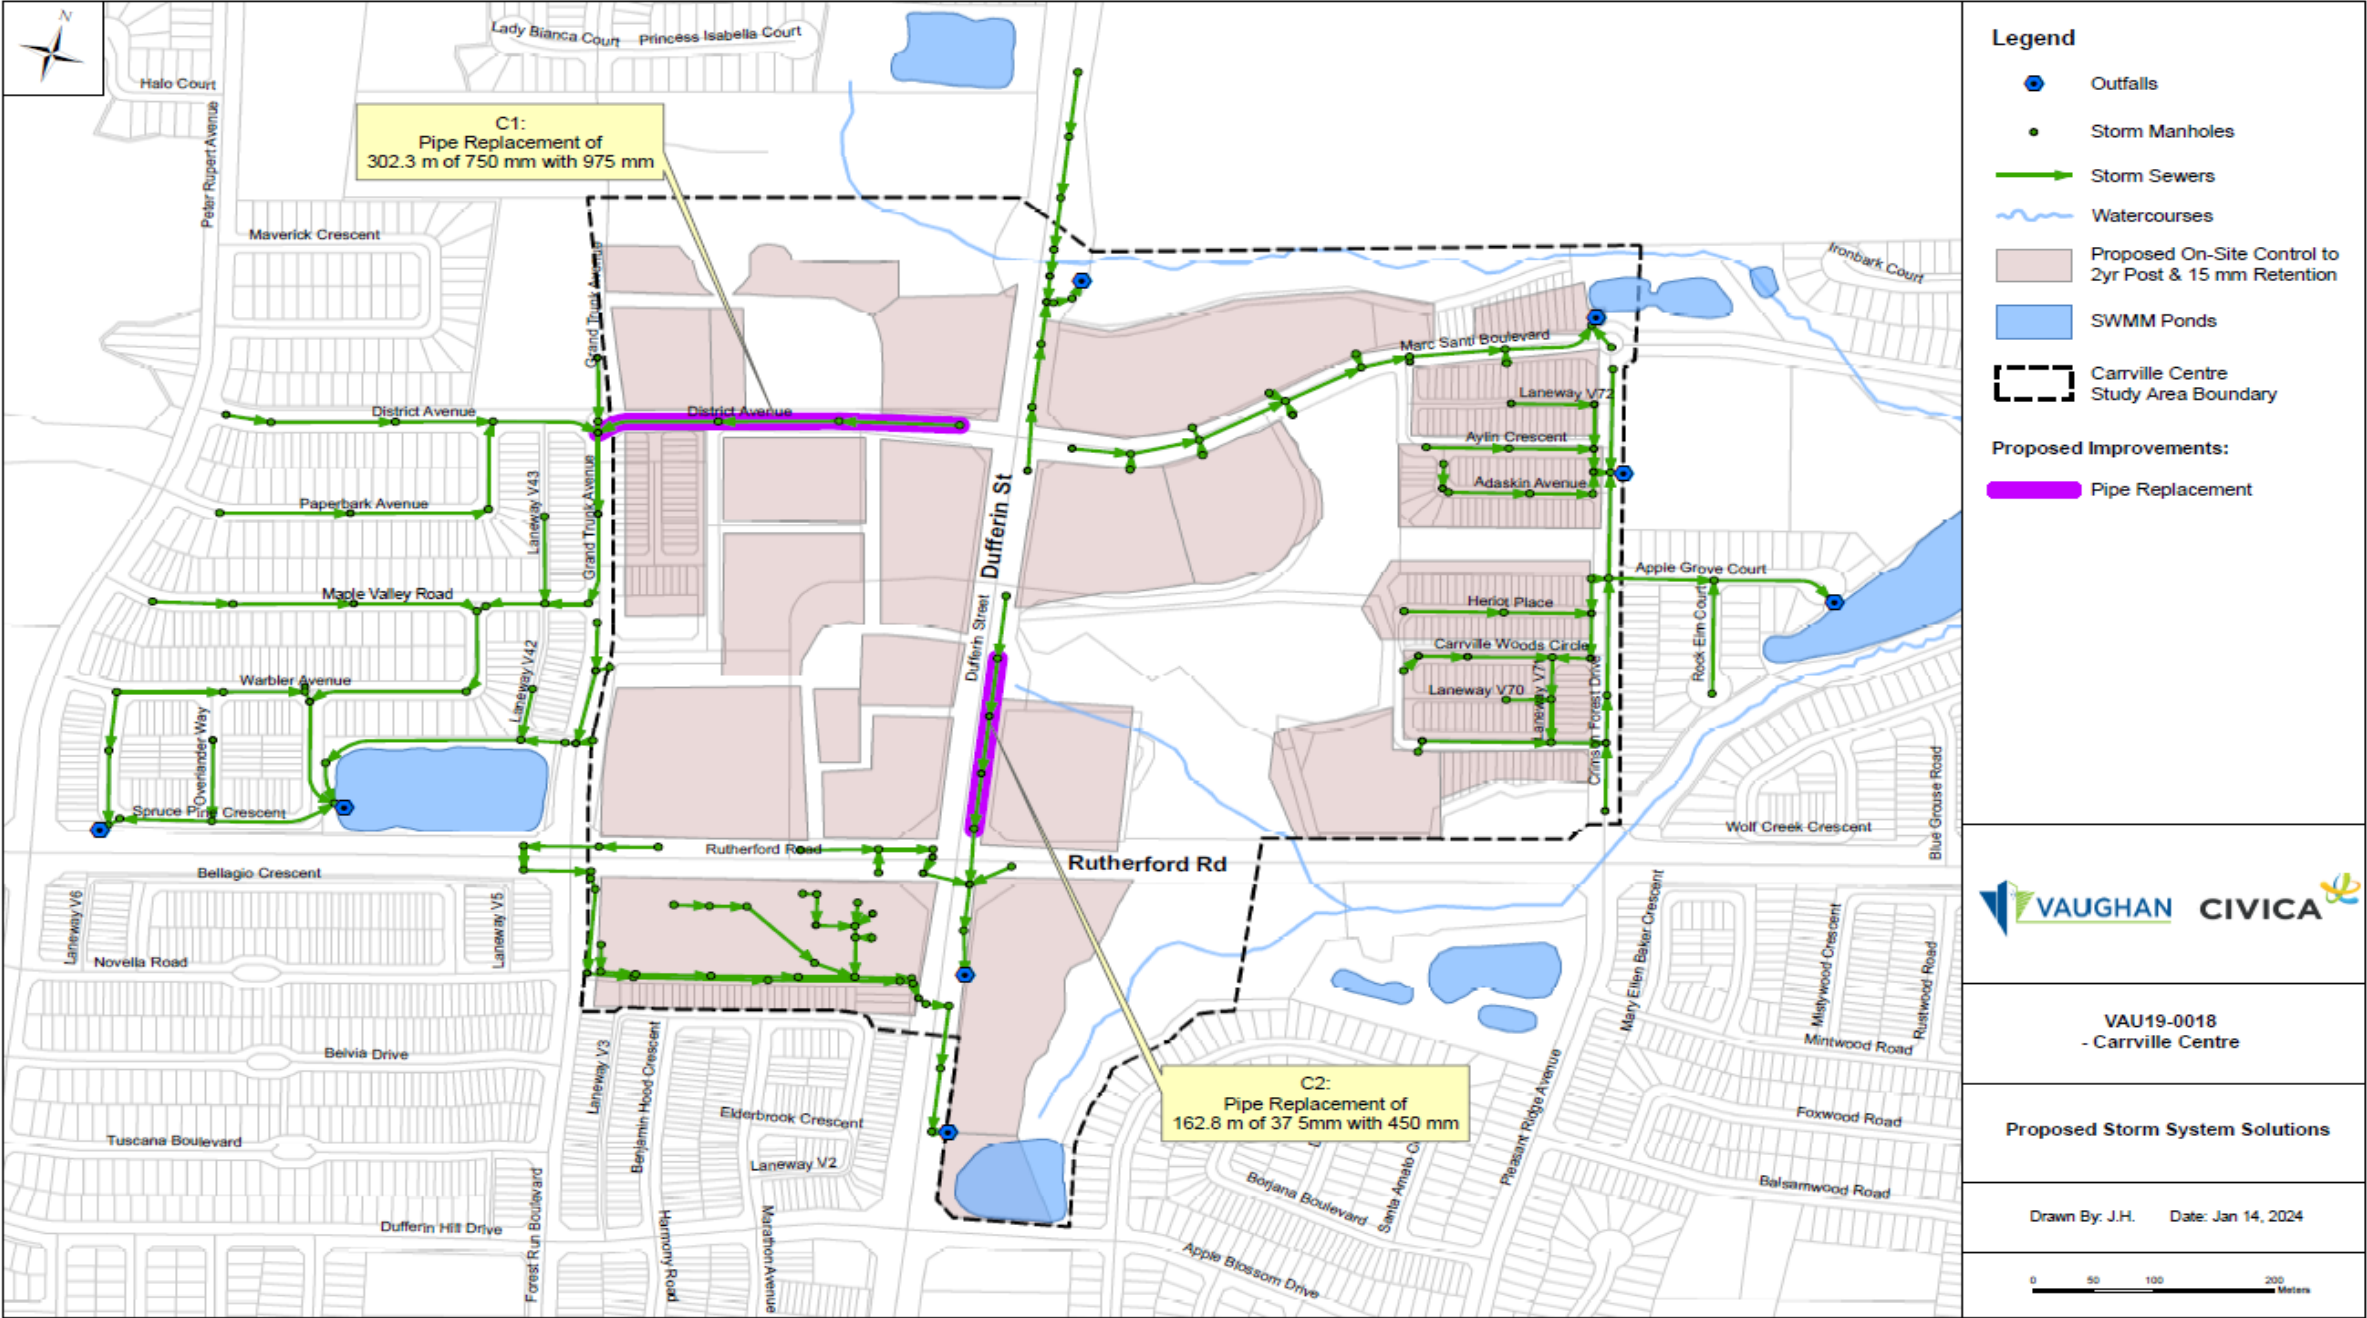 N
Lady Bianca Court
Princess Isabella Court
Halo Court
Peter Rupert Avenue
C1:
Pipe Replacement of
302.3 m of 750 mm with 975 mm
Maverick Crescent
Grand Trunk Avenue
Ironbark Court
District Avenue
District Avenue
Marc Santi Boulevard
Laneway V72
Aylin Crescent
Adaskin Avenue
Paperbark Avenue
Laneway V43
Grand Trunk Avenue
Dufferin St
Maple Valley Road
Dufferin Street
Apple Grove Court
Heriot Place
Rock Elm Court
Carrville Woods Circle
Laneway V42
Warbler Avenue
Laneway V70
Laneway V71
Crimson Forest Drive
Overlander Way
Spruce Pine Crescent
Wolf Creek Crescent
Blue Grouse Road
Rutherford Road
Rutherford Rd
Bellagio Crescent
Laneway V6
Laneway V5
Novella Road
Mary Ellen Baker Crescent
Mistywood Crescent
Rustwood Road
Mintwood Road
Belvia Drive
Laneway V3
Benjamin Hood Crescent
Elderbrook Crescent
C2:
Pipe Replacement of
162.8 m of 37 5mm with 450 mm
Pleasant Ridge Avenue
Foxwood Road
Tuscana Boulevard
Laneway V2
Borjana Boulevard
Santa Amato C
Balsamwood Road
Dufferin Hill Drive
Forest Run Boulevard
Harmony Road
Marathon Avenue
Apple Blossom Drive
Legend
Outfalls
Storm Manholes
Storm Sewers
Watercourses
Proposed On-Site Control to
2yr Post & 15 mm Retention
SWMM Ponds
Carrville Centre
Study Area Boundary
Proposed Improvements:
Pipe Replacement
VAUGHAN
CIVICA
VAU19-0018
- Carrville Centre
Proposed Storm System Solutions
Drawn By: J.H. Date: Jan 14, 2024
0 50 100 200
Meters